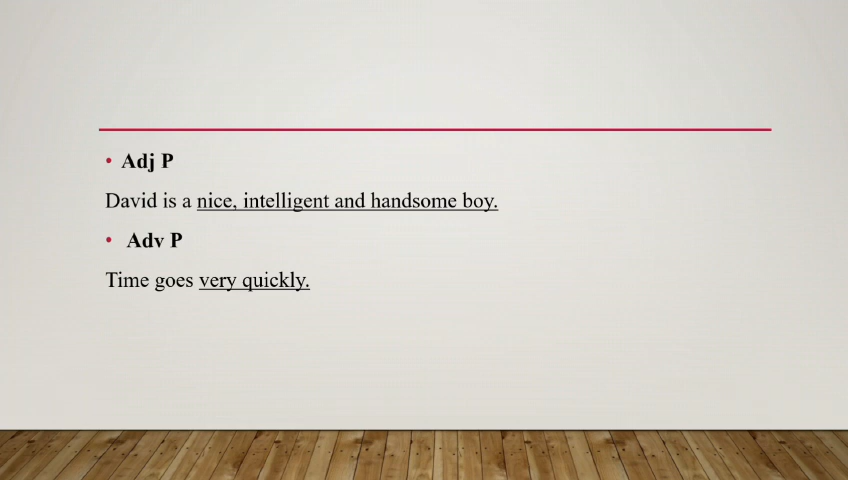 • Adj P
David is a nice, intelligent and handsome boy.
• Adv P
Time goes very quickly.